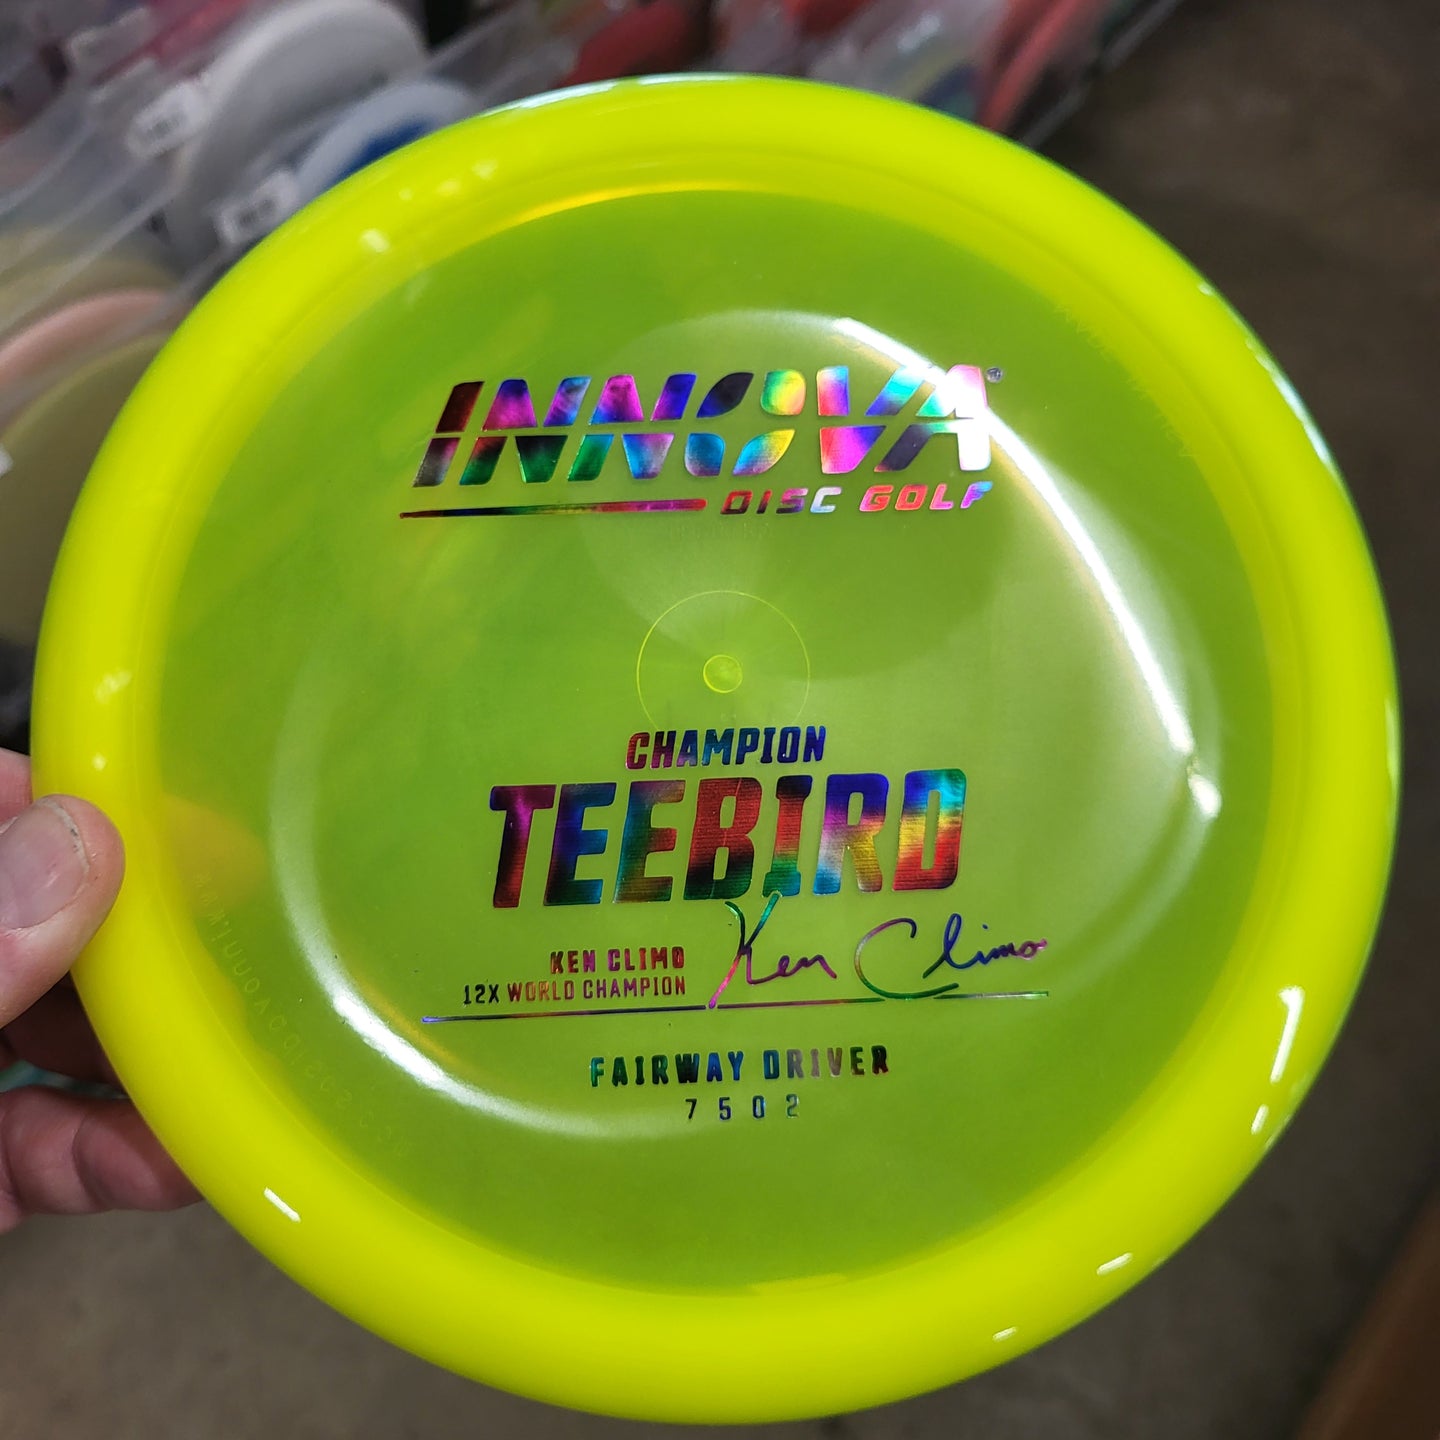 INNOVA®
DISC GOLF
CHAMPION
TEEBIRD
KEN CLIMO
12X WORLD CHAMPION
Ken Climo
FAIRWAY DRIVER
7 5 0 2